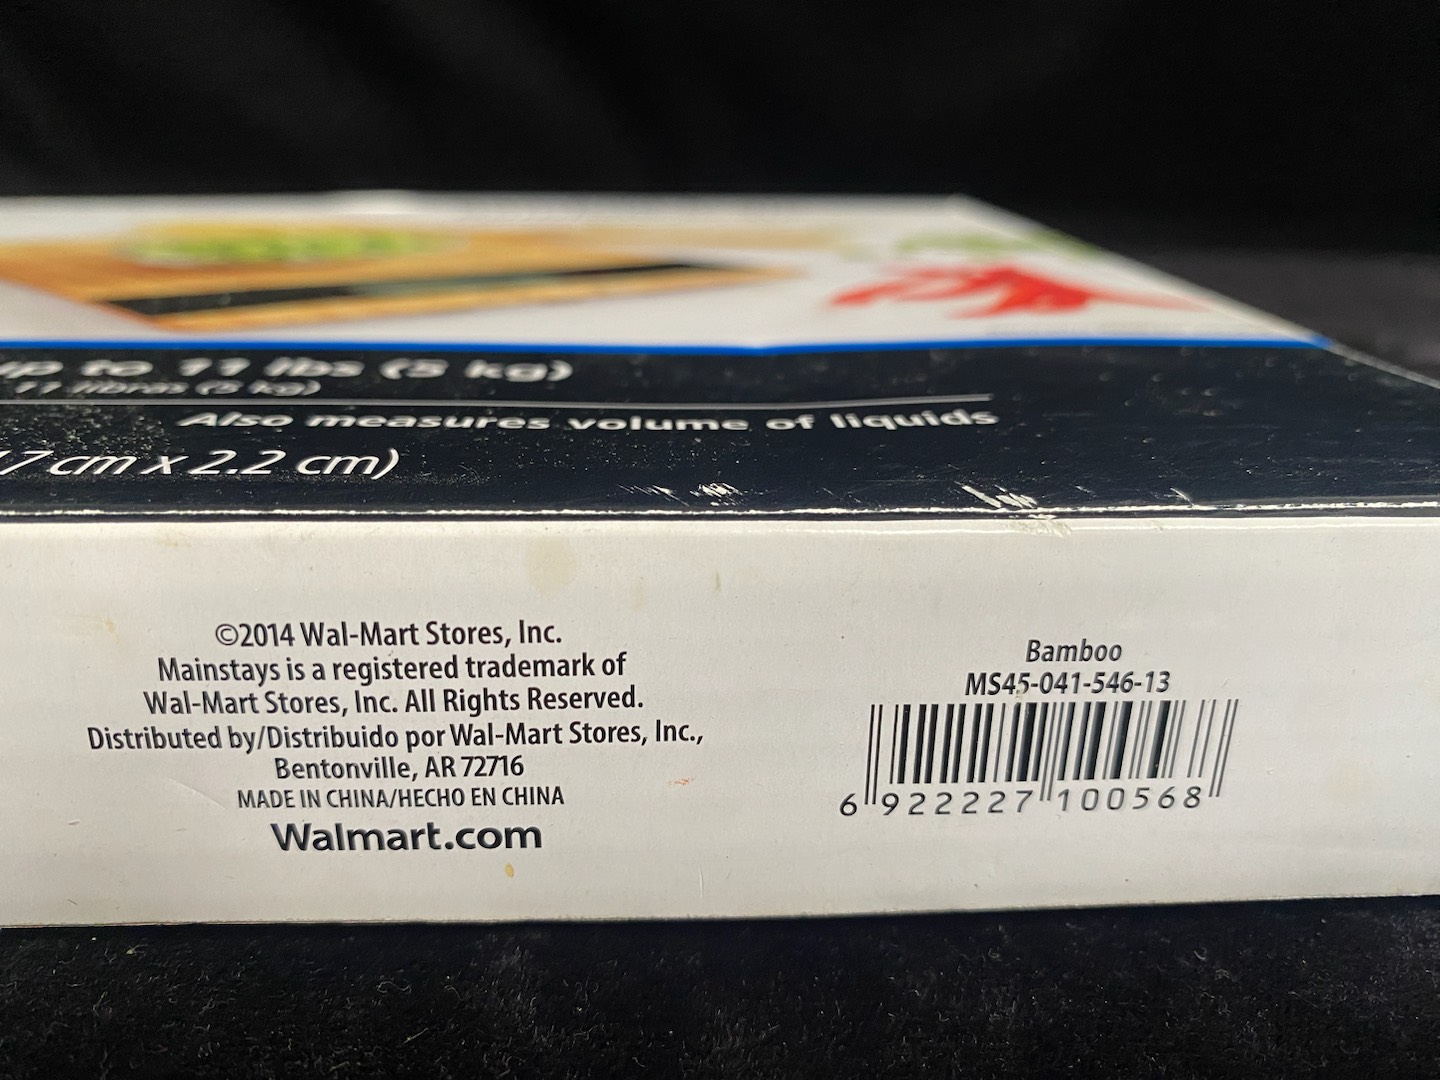 up to 11 lbs (5 kg)
11 libras (5 kg)
Also measures volume of liquids
17 cm x 2.2 cm)
©2014 Wal-Mart Stores, Inc.
Mainstays is a registered trademark of
Wal-Mart Stores, Inc. All Rights Reserved.
Distributed by/Distribuido por Wal-Mart Stores, Inc.,
Bentonville, AR 72716
MADE IN CHINA/HECHO EN CHINA
Walmart.com
Bamboo
MS45-041-546-13
6 922227 100568